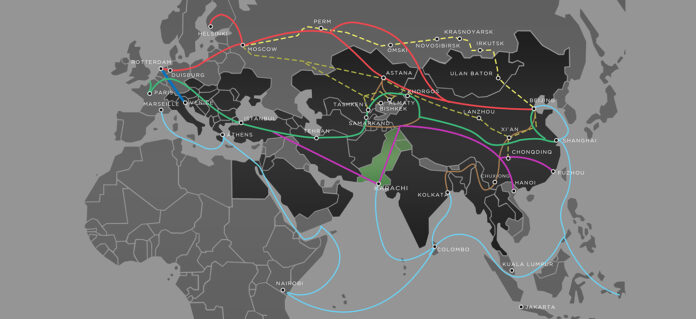 PERM
HELSINKI
KRASNOYARSK
MOSCOW
OMSK
NOVOSIBIRSK
IRKUTSK
ROTTERDAM
DUISBURG
ASTANA
ULAN BATOR
PARIS
KHORGOS
VENICE
MARSEILLE
TASHKENT
ALMATY
BISHKEK
BEIJING
LANZHOU
ISTANBUL
SAMARKAND
ATHENS
TEHRAN
XI'AN
SHANGHAI
CHONGDINQ
CHUXIONG
FUZHOU
KARACHI
HANOI
KOLKATA
COLOMBO
KUALA LUMPUR
NAIROBI
JAKARTA